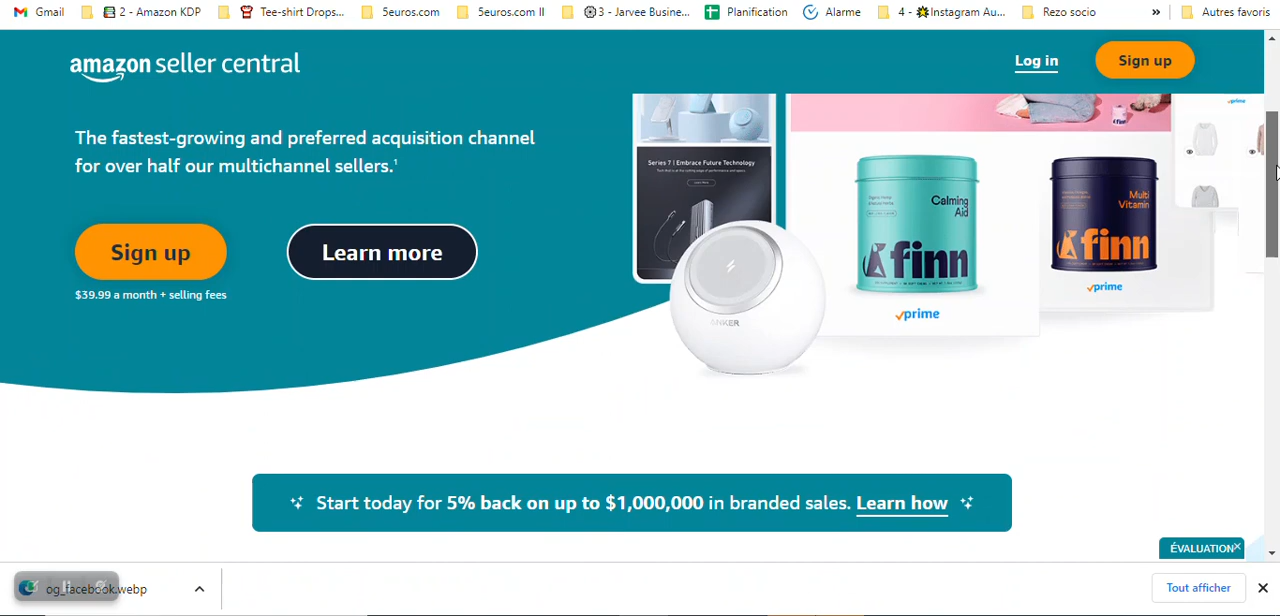 Gmail
2 - Amazon KDP
Tee-shirt Drops...
5euros.com
5euros.com II
3 - Jarvee Busine...
Planification
Alarme
4 - Instagram Au...
Rezo socio
»
Autres favoris
amazon seller central
Log in
Sign up
The fastest-growing and preferred acquisition channel
for over half our multichannel sellers.¹
Sign up
Learn more
$39.99 a month + selling fees
Series 7 | Embrace Future Technology
ANKER
Calming
Aid
finn
prime
Multi
Vitamin
finn
prime
prime
Start today for 5% back on up to $1,000,000 in branded sales. Learn how
ÉVALUATION
og_facebook.webp
Tout afficher